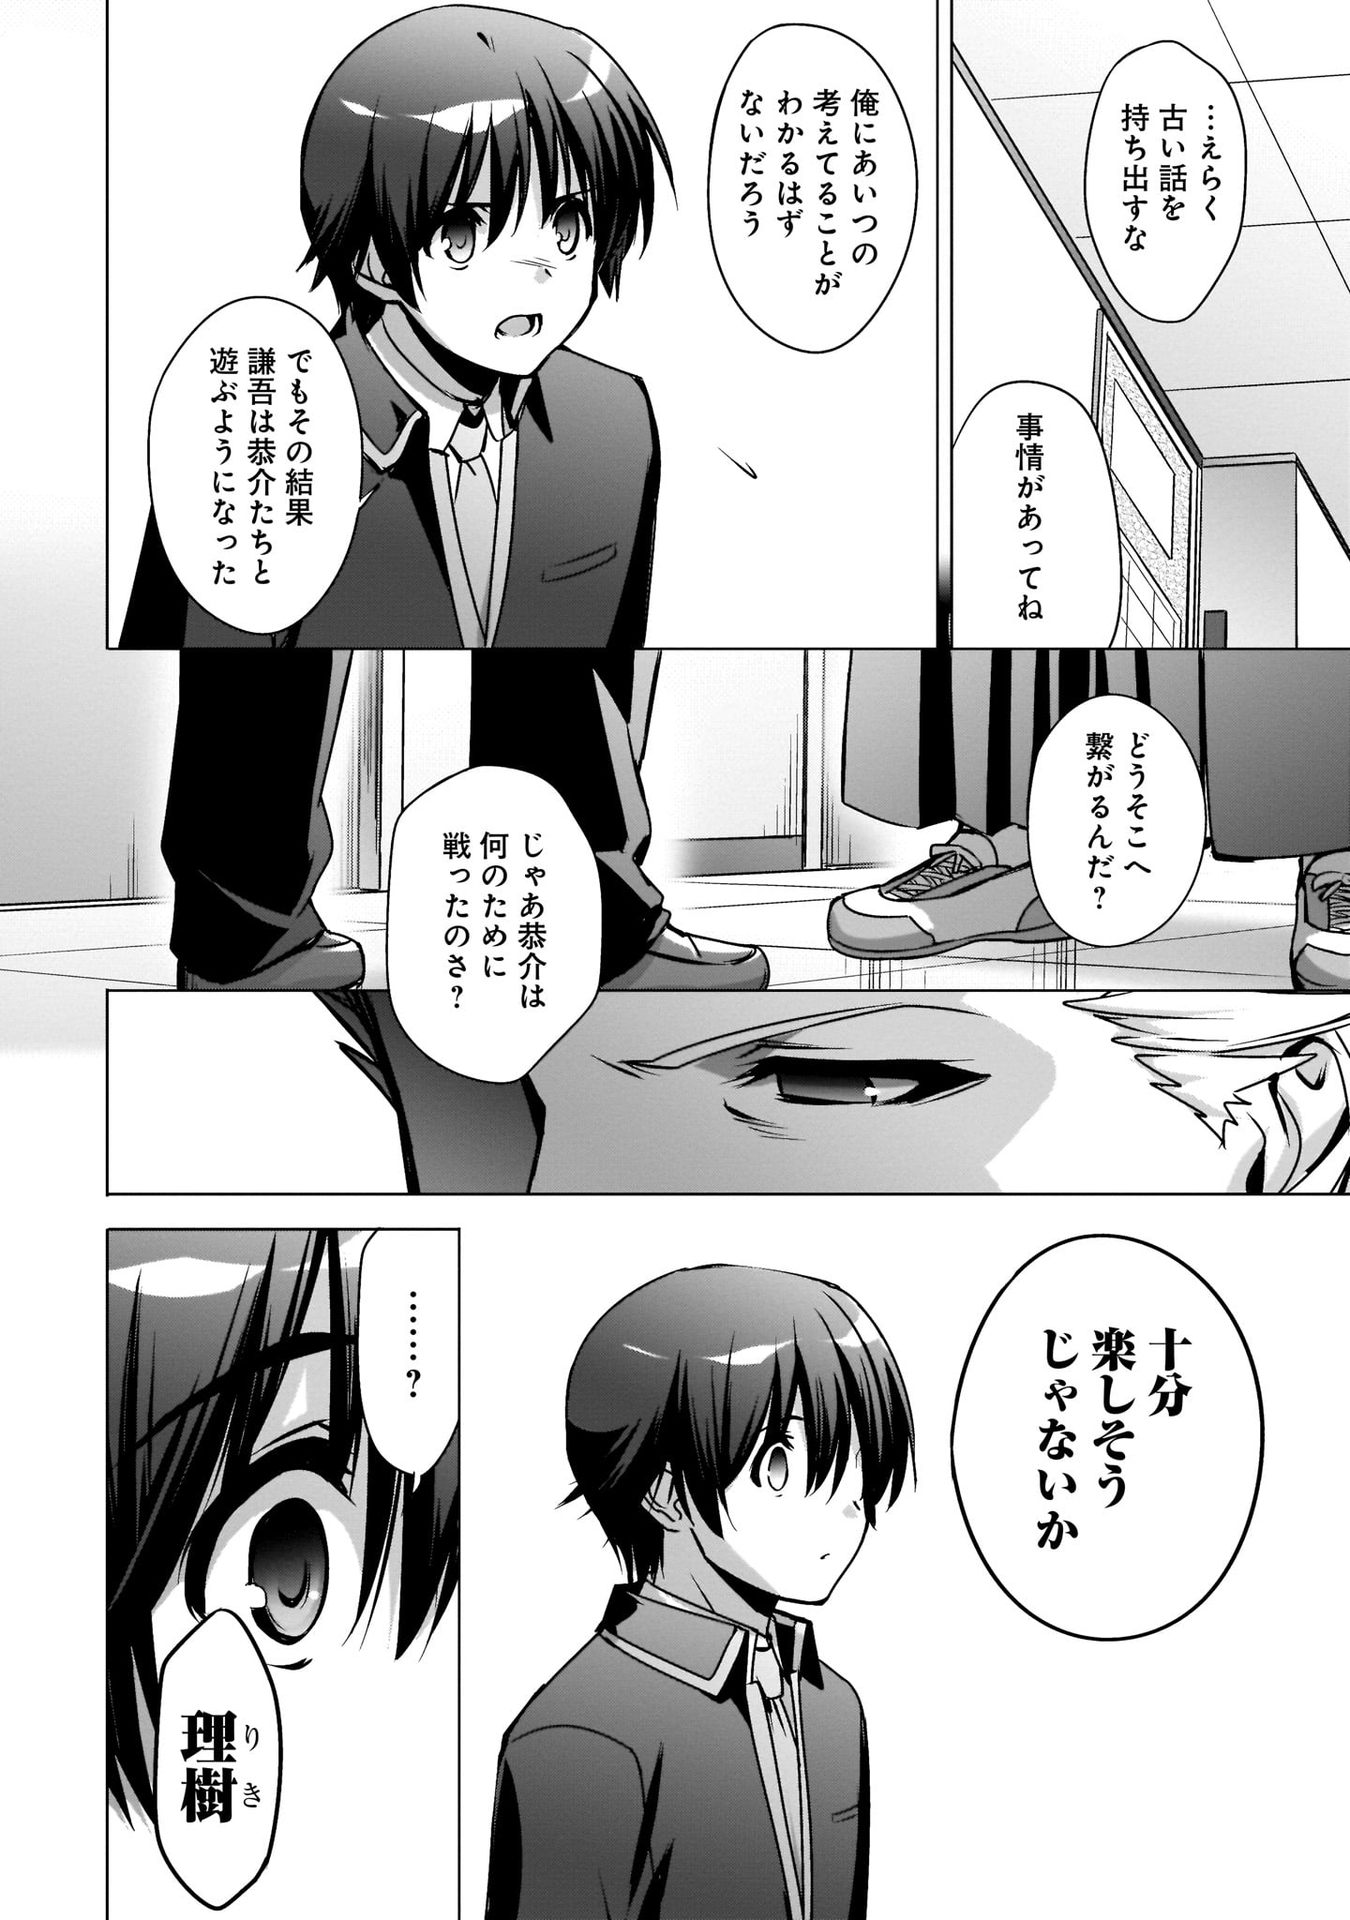 …えらく
古い話を
持ち出すな
事情があってね
俺にあいつの
考えてることが
わかるはず
ないだろう
でもその結果
謙吾は恭介たちと
遊ぶようになった
どうそこへ
繋がるんだ？
じゃあ恭介は
何のために
戦ったのさ？
十分
楽しそう
じゃないか
……？
理樹
りき